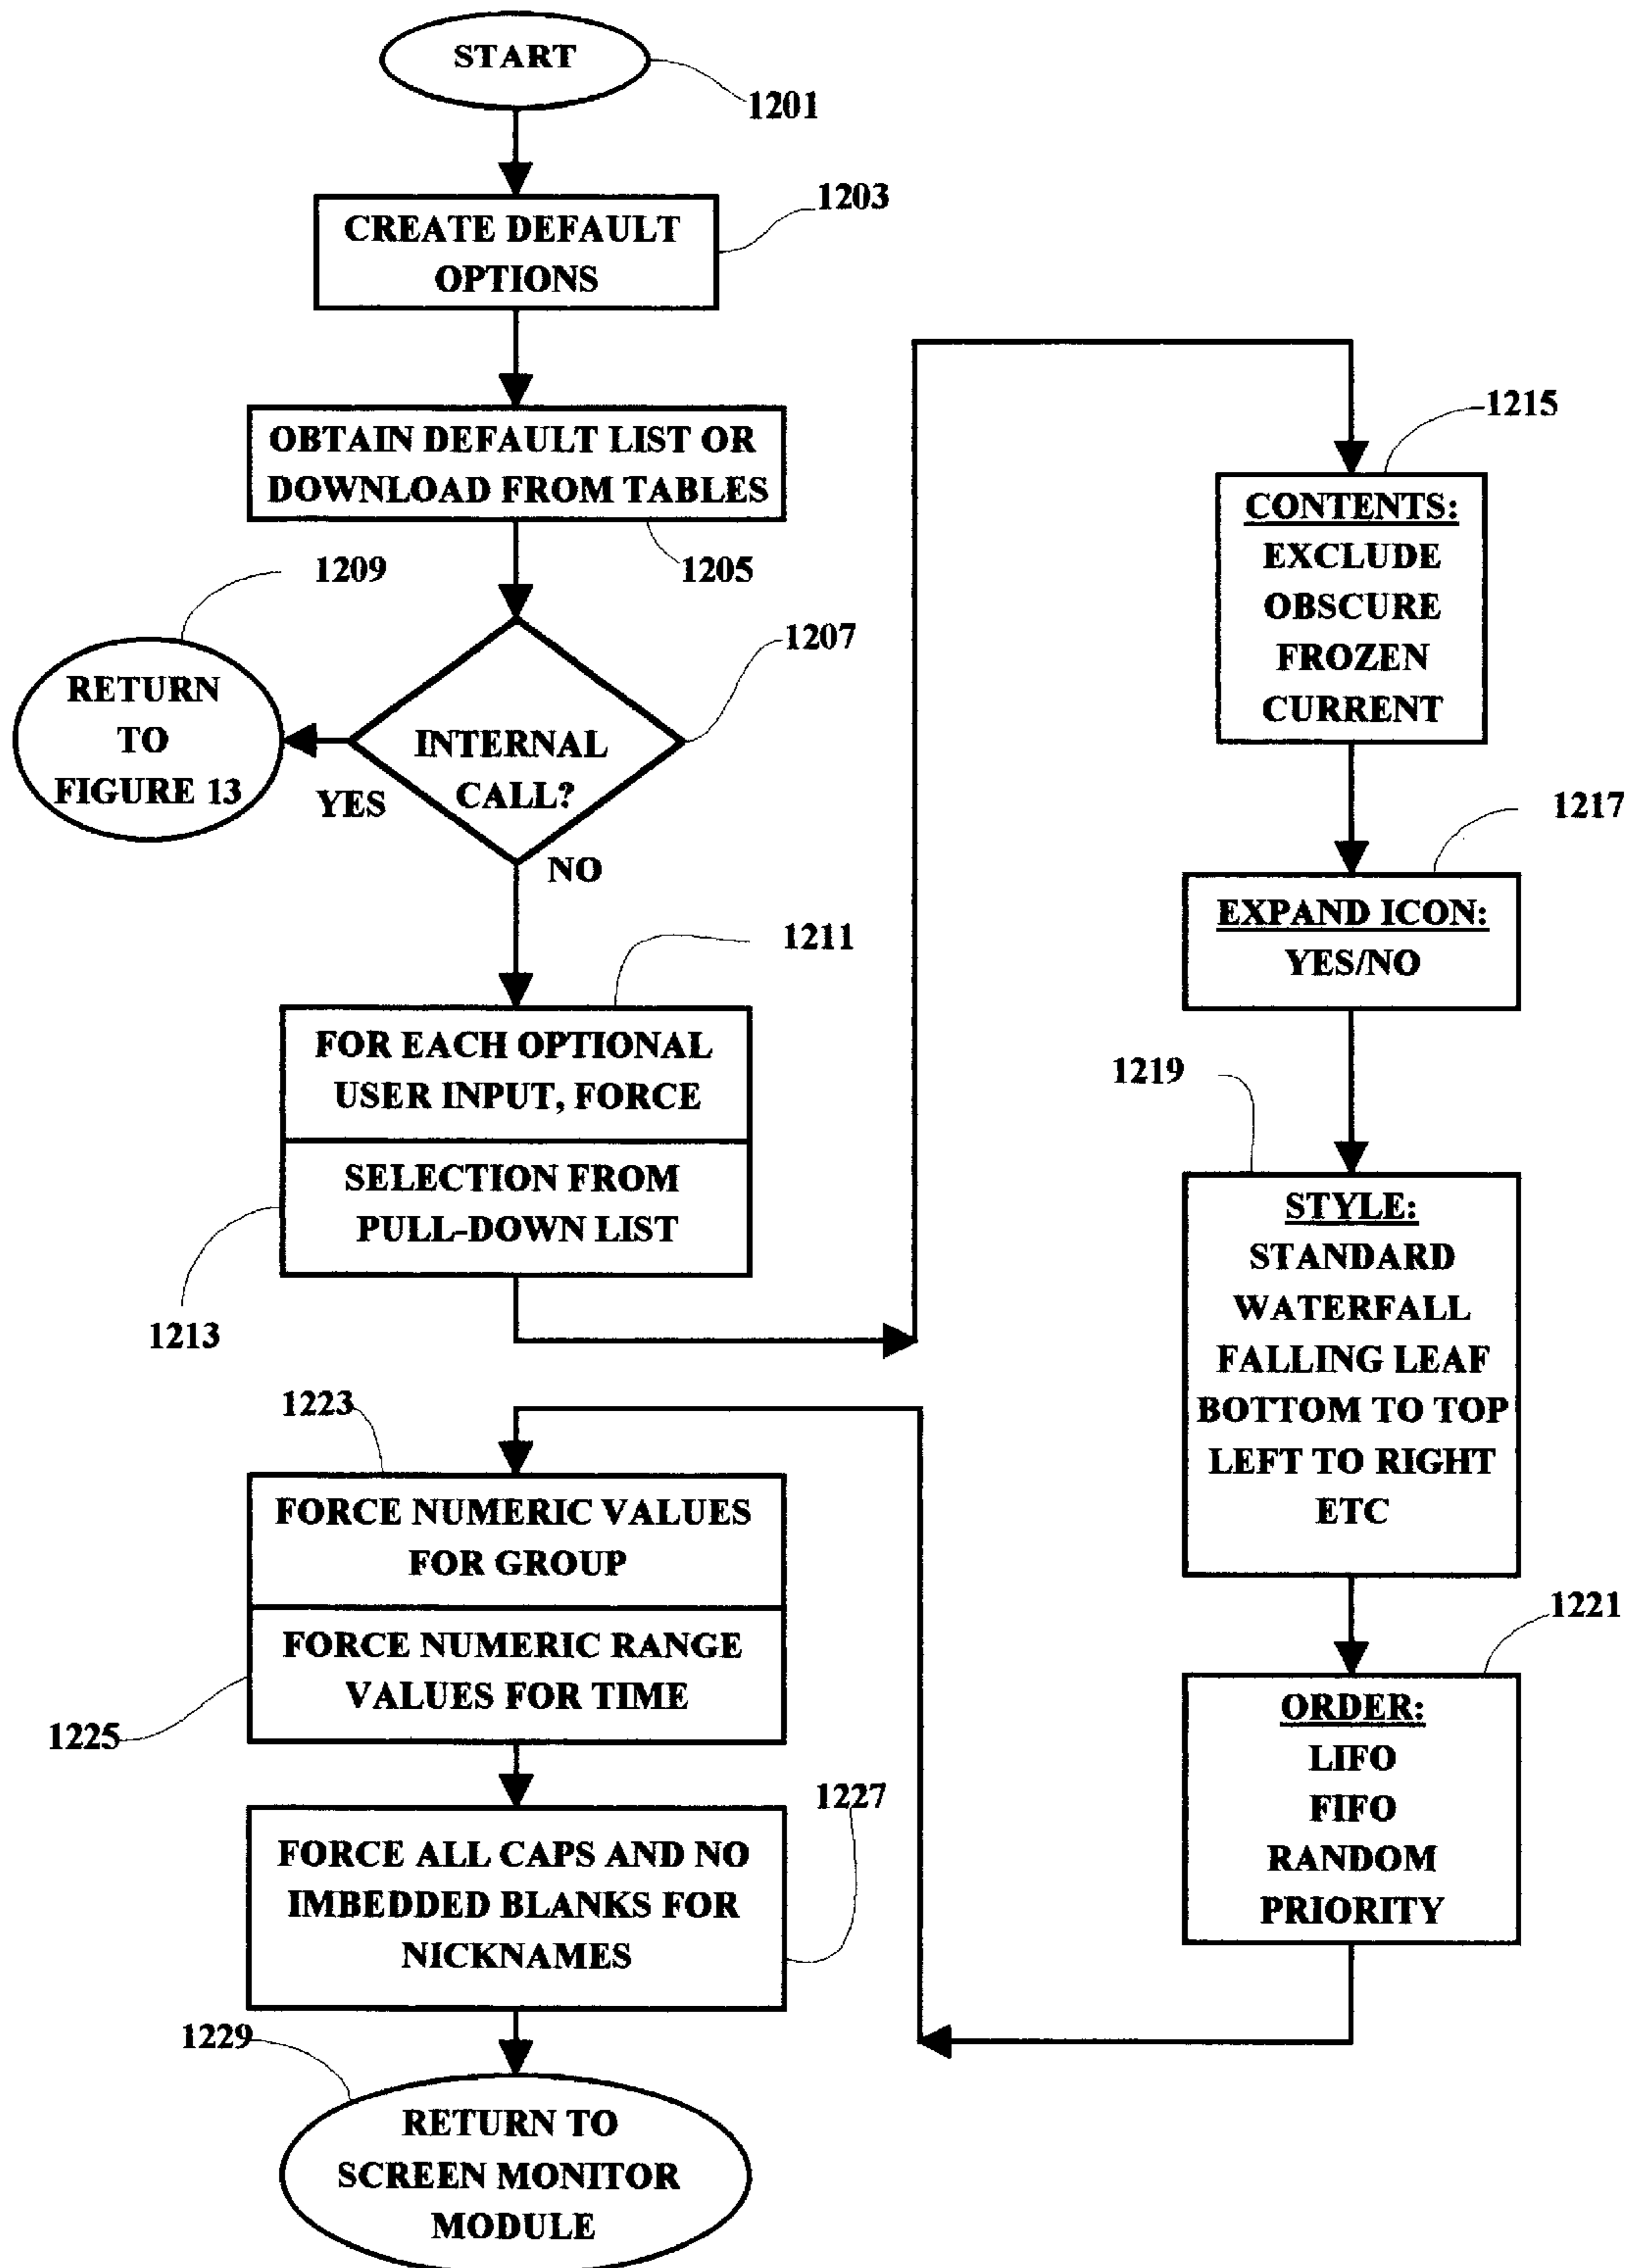 START
1201
1203
CREATE DEFAULT
OPTIONS
OBTAIN DEFAULT LIST OR
DOWNLOAD FROM TABLES
1205
1209
1207
RETURN
TO
FIGURE 13
YES
INTERNAL
CALL?
NO
1211
FOR EACH OPTIONAL
USER INPUT, FORCE
SELECTION FROM
PULL-DOWN LIST
1213
1215
CONTENTS:
EXCLUDE
OBSCURE
FROZEN
CURRENT
1217
EXPAND ICON:
YES/NO
1219
STYLE:
STANDARD
WATERFALL
FALLING LEAF
BOTTOM TO TOP
LEFT TO RIGHT
ETC
1221
ORDER:
LIFO
FIFO
RANDOM
PRIORITY
1223
FORCE NUMERIC VALUES
FOR GROUP
FORCE NUMERIC RANGE
VALUES FOR TIME
1225
1227
FORCE ALL CAPS AND NO
IMBEDDED BLANKS FOR
NICKNAMES
1229
RETURN TO
SCREEN MONITOR
MODULE